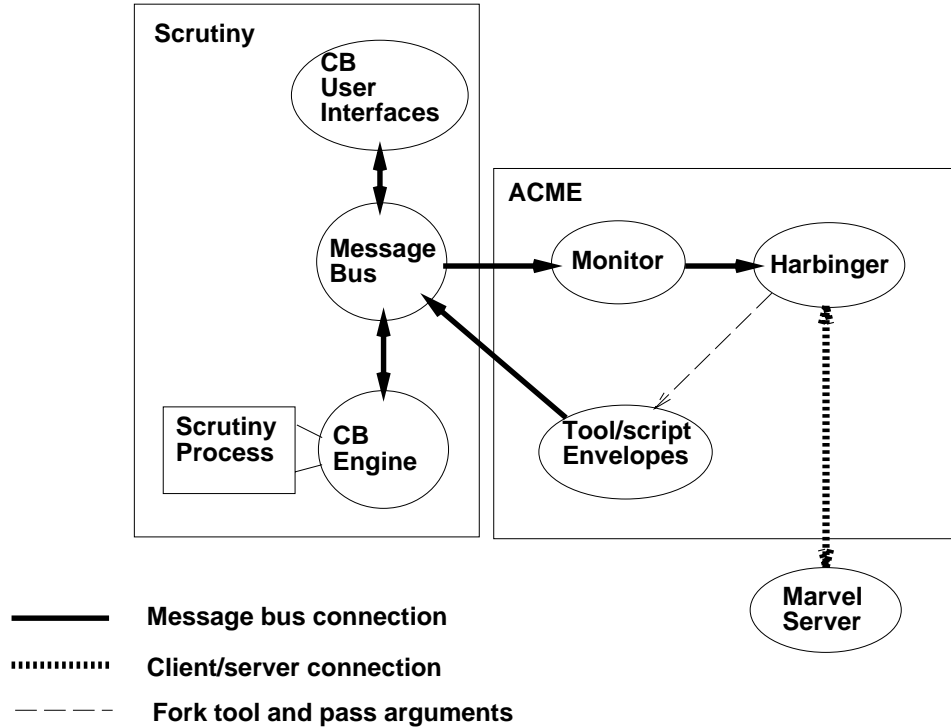 Scrutiny
CB
User
Interfaces
ACME
Message
Bus
Monitor
Harbinger
Scrutiny
Process
CB
Engine
Tool/script
Envelopes
Marvel
Server
Message bus connection
Client/server connection
Fork tool and pass arguments